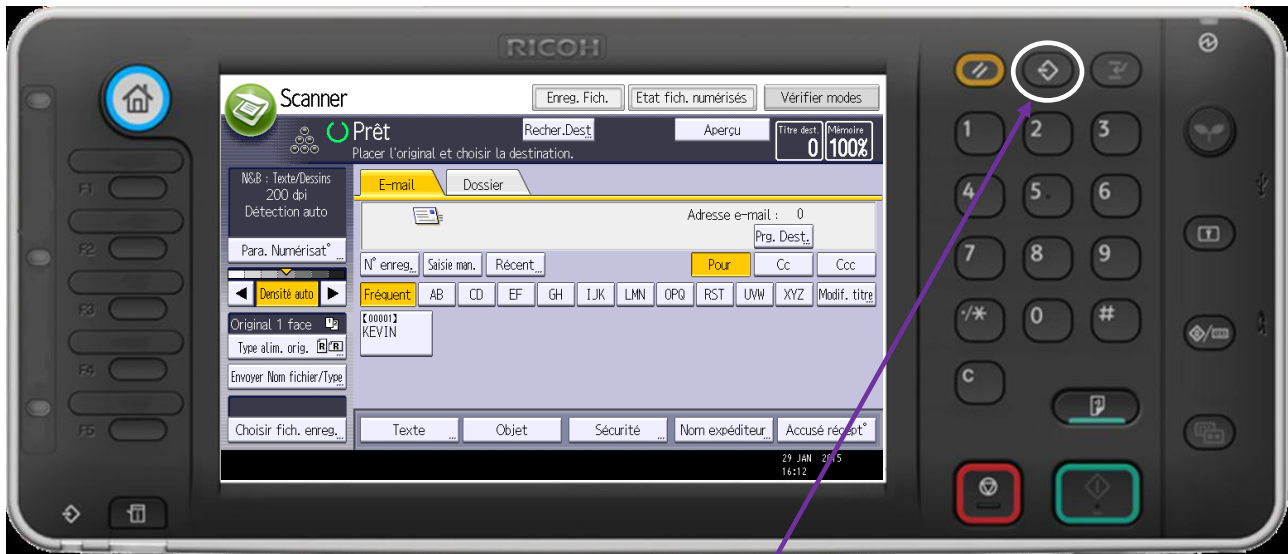 RICOH
Scanner
Enreg. Fich.
Etat fich. numérisés
Vérifier modes
Prêt
Recher.Dest
Aperçu
Titre dest.
0
Mémoire
100%
Placer l'original et choisir la destination.
N&B : Texte/Dessins
200 dpi
Détection auto
E-mail
Dossier
Adresse e-mail : 0
Prg. Dest.
Para. Numérisat°
N° enreg.
Saisie man.
Récent
Pour
Cc
Ccc
Densité auto
Fréquent
AB
CD
EF
GH
IJK
LMN
OPQ
RST
UVW
XYZ
Modif. titre
Original 1 face
[00001]
KEVIN
Type alim. orig.
Envoyer Nom fichier/Type
Choisir fich. enreg.
Texte
Objet
Sécurité
Nom expéditeur
Accusé récept°
29 JAN 2015
16:12
F1
F2
F3
F4
F5
1
2
3
4
5
6
7
8
9
·/*
0
#
C